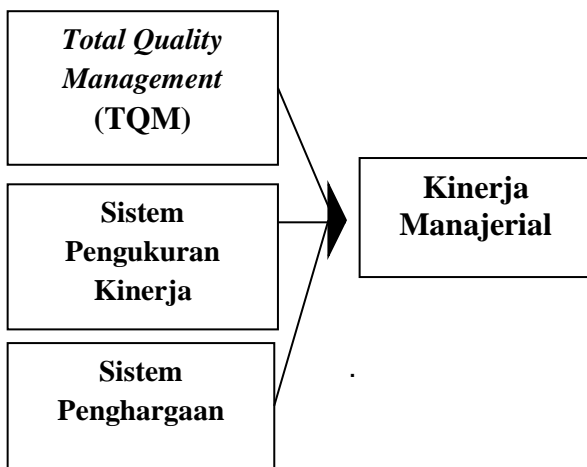 Total Quality
Management
(TQM)
Sistem
Pengukuran
Kinerja
Sistem
Penghargaan
Kinerja
Manajerial
.